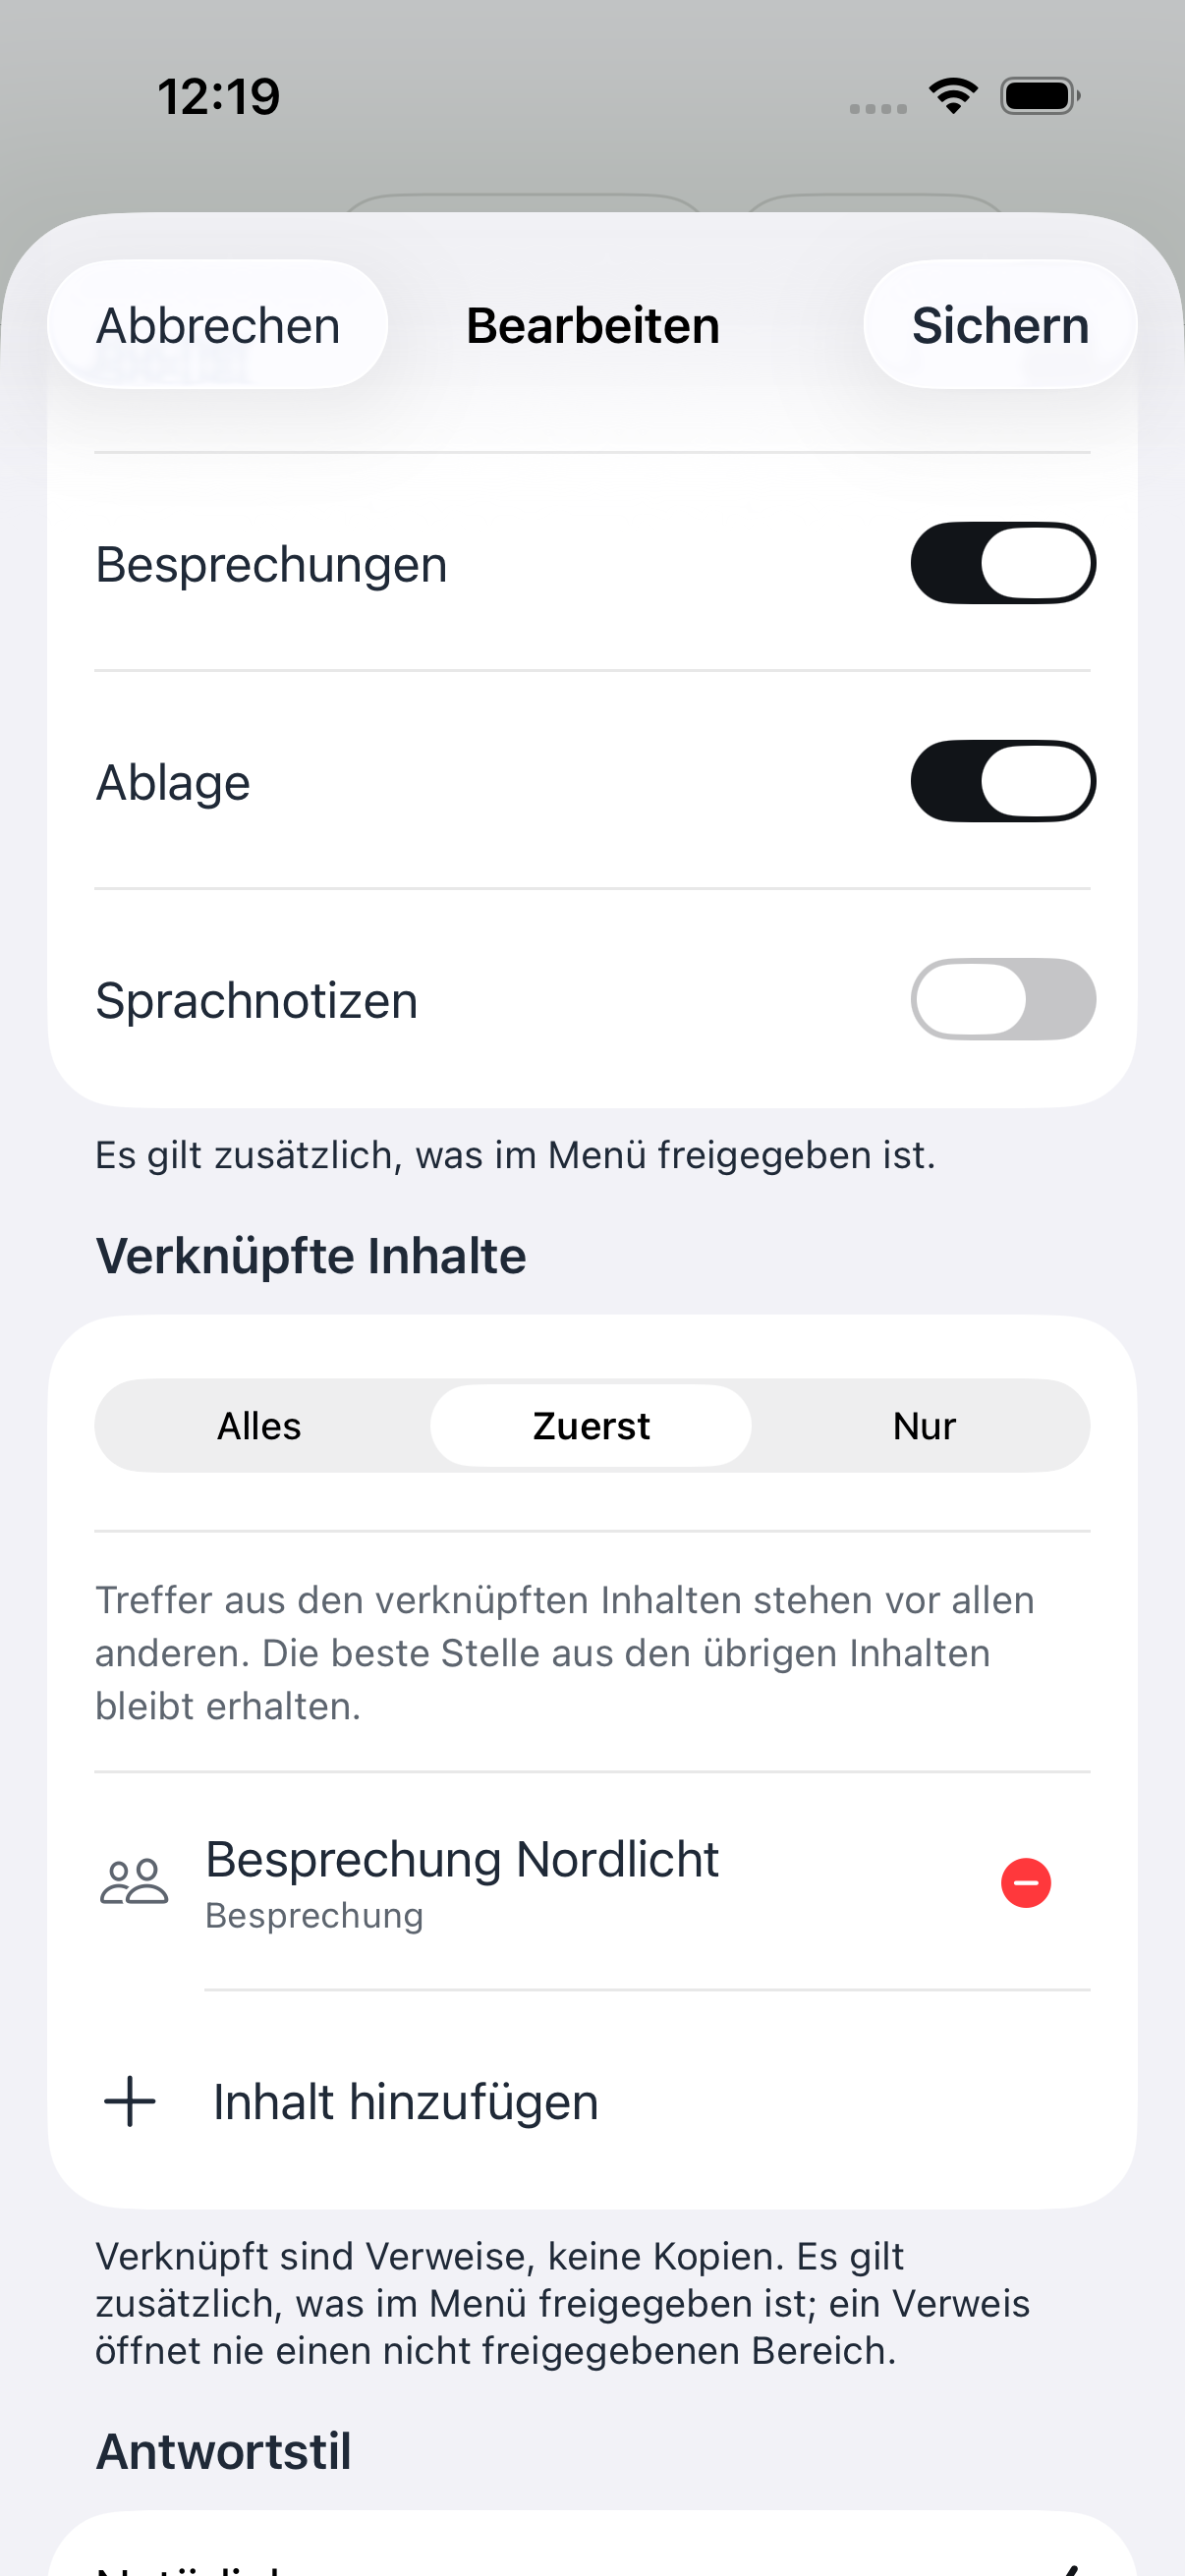 12:19
Abbrechen
Bearbeiten
Sichern
Besprechungen
Ablage
Sprachnotizen
Es gilt zusätzlich, was im Menü freigegeben ist.
Verknüpfte Inhalte
Alles
Zuerst
Nur
Treffer aus den verknüpften Inhalten stehen vor allen
anderen. Die beste Stelle aus den übrigen Inhalten
bleibt erhalten.
Besprechung Nordlicht
Besprechung
Inhalt hinzufügen
Verknüpft sind Verweise, keine Kopien. Es gilt
zusätzlich, was im Menü freigegeben ist; ein Verweis
öffnet nie einen nicht freigegebenen Bereich.
Antwortstil